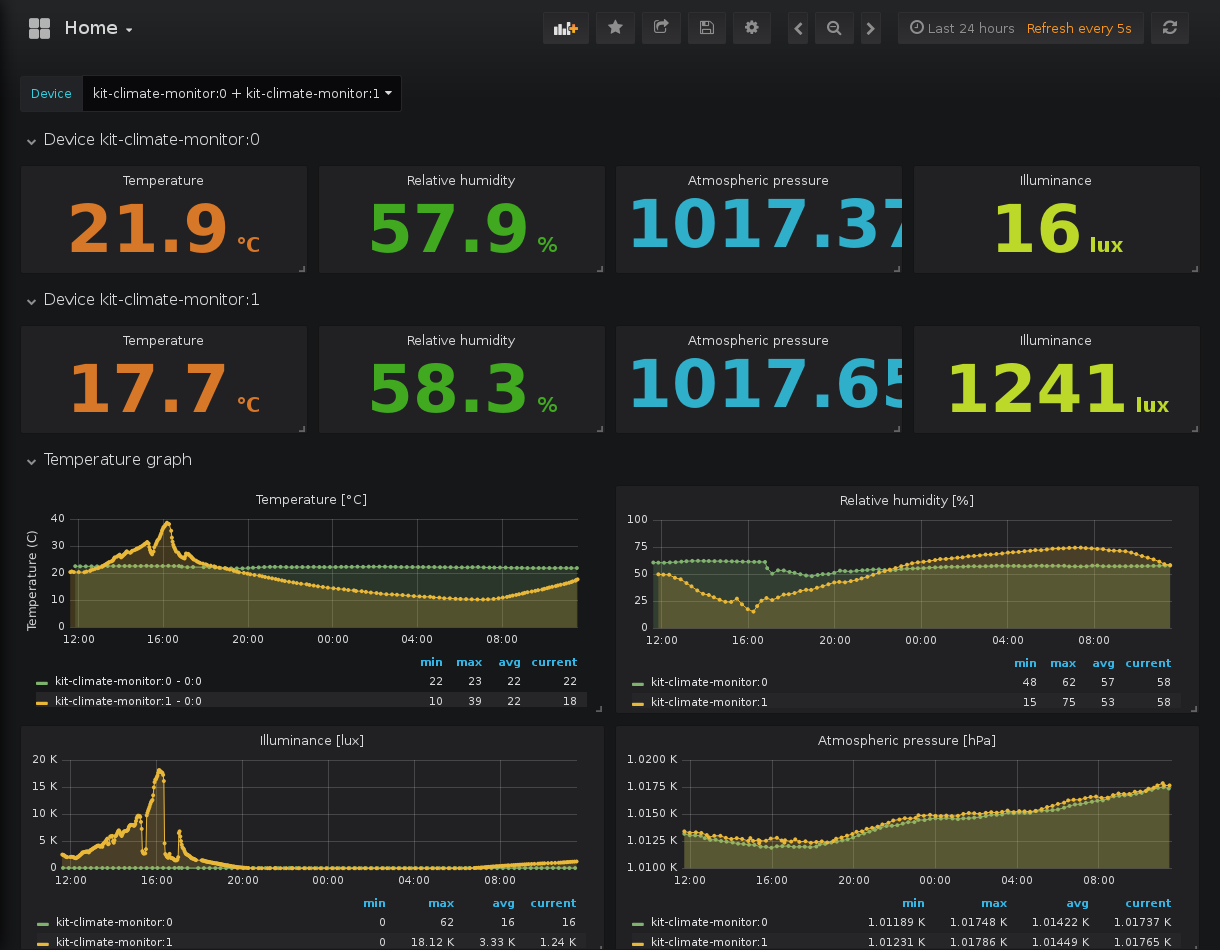 Home
Last 24 hours Refresh every 5s
Device kit-climate-monitor:0 + kit-climate-monitor:1
Device kit-climate-monitor:0
Temperature Relative humidity Atmospheric pressure Illuminance
21.9 °C 57.9 % 1017.37 16 lux
Device kit-climate-monitor:1
Temperature Relative humidity Atmospheric pressure Illuminance
17.7 °C 58.3 % 1017.65 1241 lux
Temperature graph
Temperature [°C]
Temperature (C)
40
30
20
10
0
12:00 16:00 20:00 00:00 04:00 08:00
min max avg current
kit-climate-monitor:0 - 0:0 22 23 22 22
kit-climate-monitor:1 - 0:0 10 39 22 18
Relative humidity [%]
100
75
50
25
0
12:00 16:00 20:00 00:00 04:00 08:00
min max avg current
kit-climate-monitor:0 48 62 57 58
kit-climate-monitor:1 15 75 53 58
Illuminance [lux]
20 K
15 K
10 K
5 K
0
12:00 16:00 20:00 00:00 04:00 08:00
min max avg current
kit-climate-monitor:0 0 62 16 16
kit-climate-monitor:1 0 18.12 K 3.33 K 1.24 K
Atmospheric pressure [hPa]
1.0200 K
1.0175 K
1.0150 K
1.0125 K
1.0100 K
12:00 16:00 20:00 00:00 04:00 08:00
min max avg current
kit-climate-monitor:0 1.01189 K 1.01748 K 1.01422 K 1.01737 K
kit-climate-monitor:1 1.01231 K 1.01786 K 1.01449 K 1.01765 K